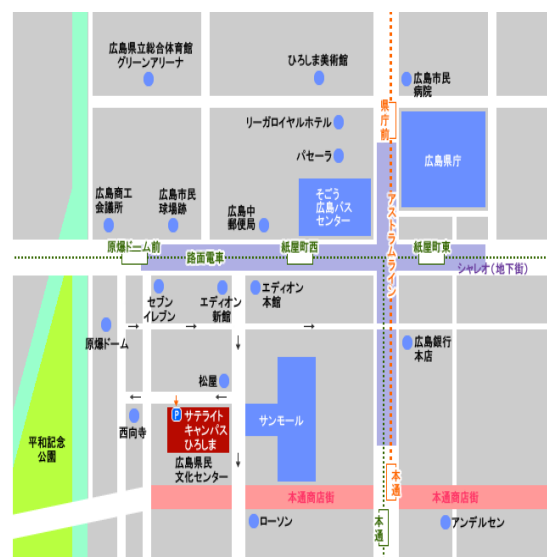 広島県立総合体育館
グリーンアリーナ
ひろしま美術館
広島市民
病院
県庁前
リーガロイヤルホテル
パセーラ
広島県庁
そごう
広島バス
センター
アストラムライン
広島商工
会議所
広島市民
球場跡
広島中
郵便局
原爆ドーム前
路面電車
紙屋町西
紙屋町東
シャレオ(地下街)
セブン
イレブン
エディオン
新館
エディオン
本館
原爆ドーム
広島銀行
本店
松屋
サンモール
P
サテライト
キャンパス
ひろしま
西向寺
平和記念
公園
広島県民
文化センター
本通
本通商店街
本通商店街
ローソン
本通
アンデルセン